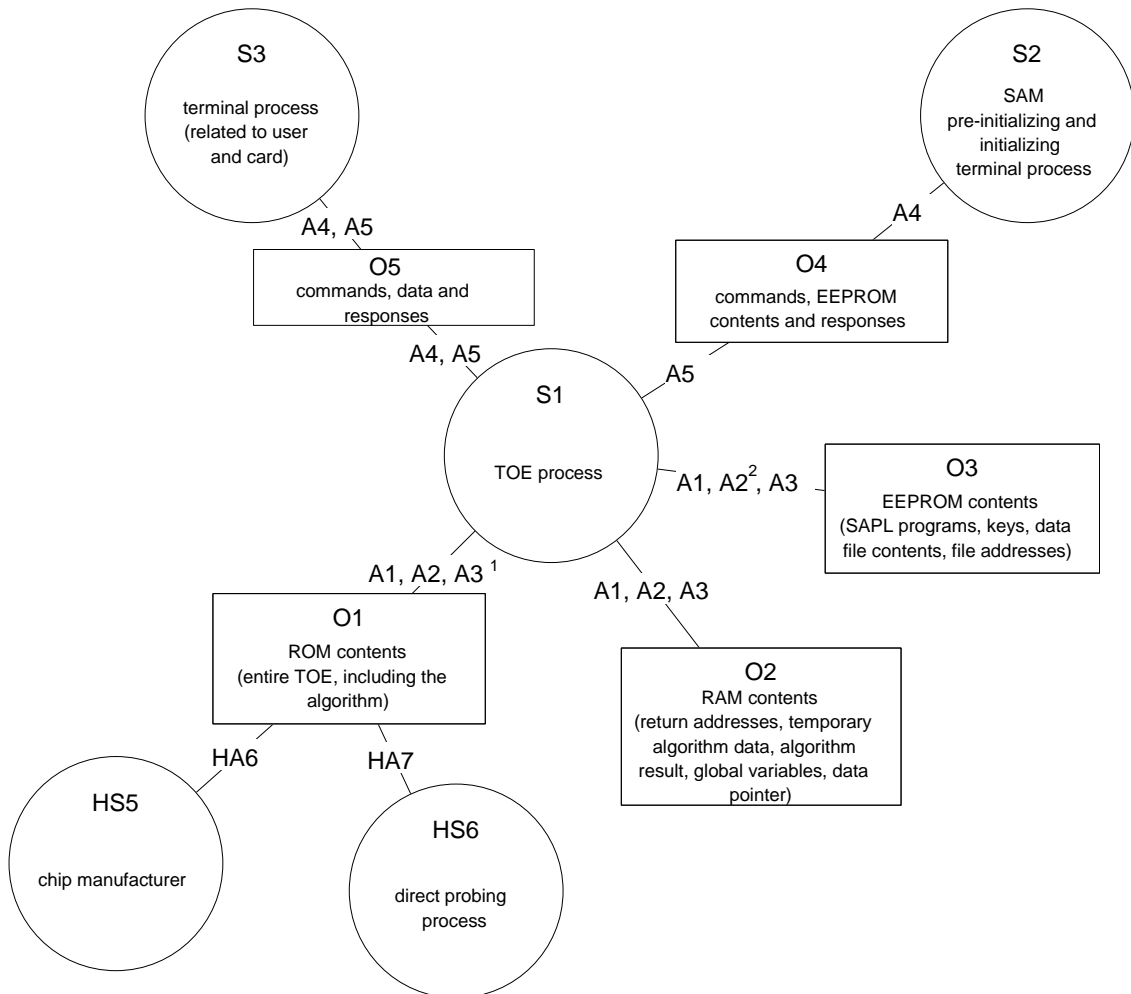 S3
terminal process
(related to user
and card)
S2
SAM
pre-initializing and
initializing
terminal process
A4, A5
A4
O5
commands, data and
responses
O4
commands, EEPROM
contents and responses
A4, A5
A5
S1
TOE process
A1, A2², A3
O3
EEPROM contents
(SAPL programs, keys, data
file contents, file addresses)
A1, A2, A3 ¹
A1, A2, A3
O1
ROM contents
(entire TOE, including the
algorithm)
O2
RAM contents
(return addresses, temporary
algorithm data, algorithm
result, global variables, data
pointer)
HA6
HA7
HS5
chip manufacturer
HS6
direct probing
process